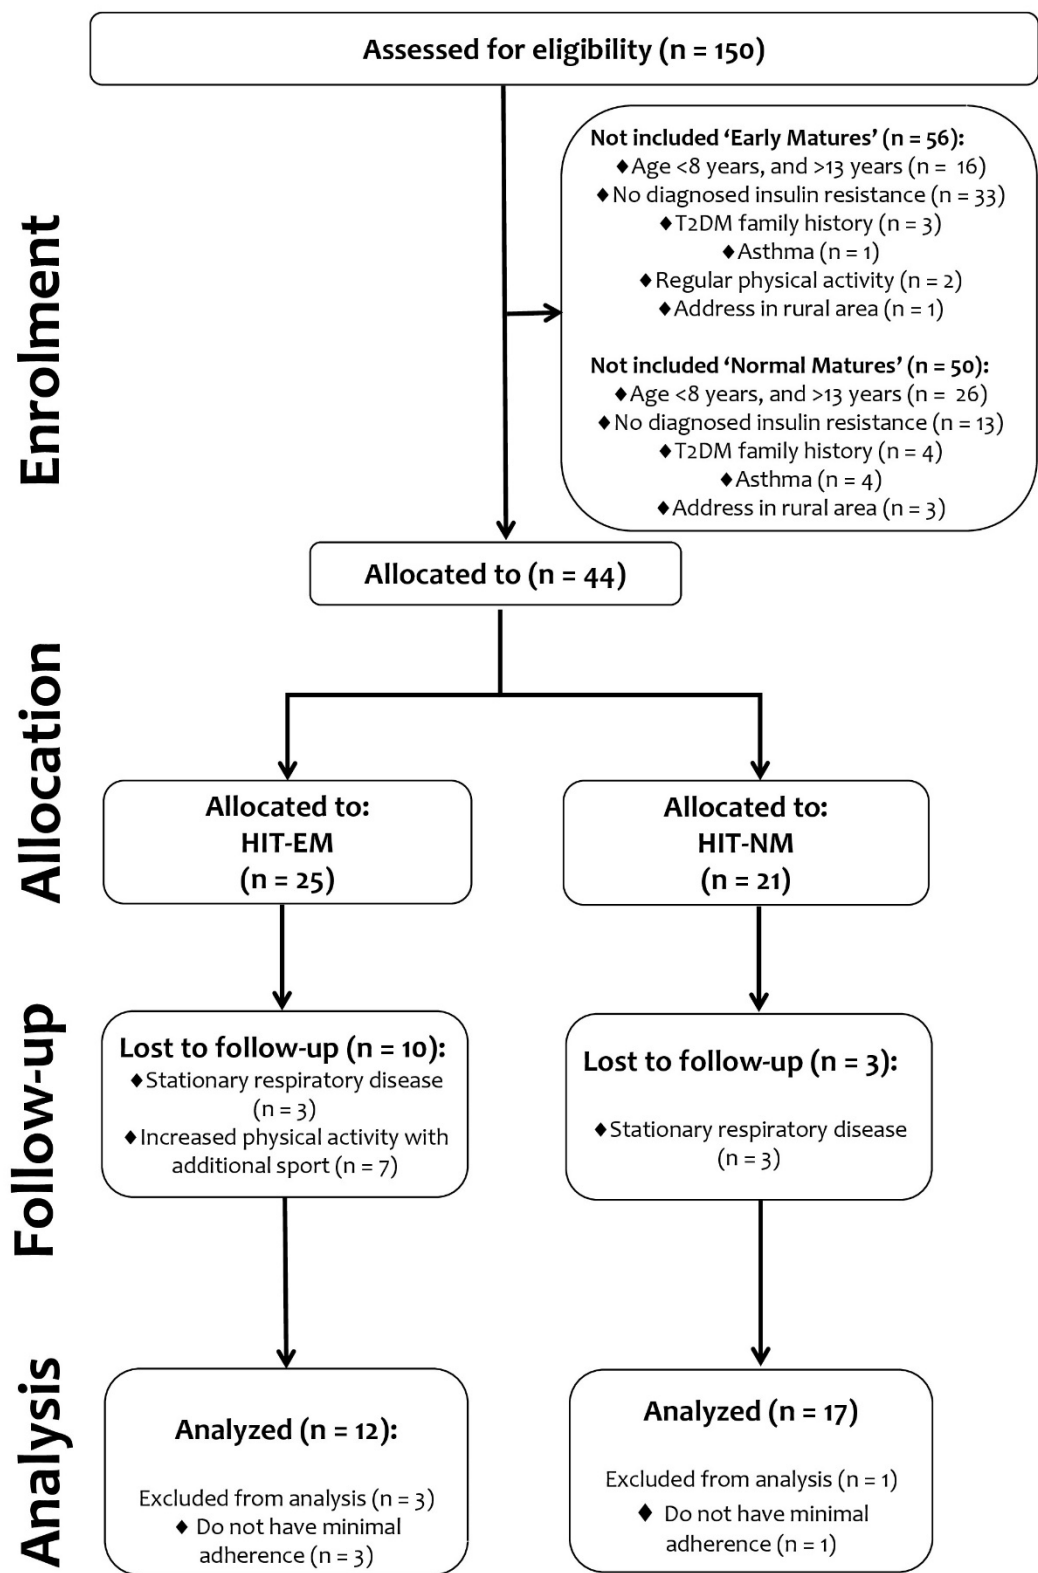 Assessed for eligibility (n = 150)
Enrolment
Not included ‘Early Matures’ (n = 56):
♦Age <8 years, and >13 years (n = 16)
♦No diagnosed insulin resistance (n = 33)
♦T2DM family history (n = 3)
♦Asthma (n = 1)
♦Regular physical activity (n = 2)
♦Address in rural area (n = 1)
Not included ‘Normal Matures’ (n = 50):
♦Age <8 years, and >13 years (n = 26)
♦No diagnosed insulin resistance (n = 13)
♦T2DM family history (n = 4)
♦Asthma (n = 4)
♦Address in rural area (n = 3)
Allocated to (n = 44)
Allocation
Allocated to:
HIT-EM
(n = 25)
Allocated to:
HIT-NM
(n = 21)
Follow-up
Lost to follow-up (n = 10):
♦Stationary respiratory disease
(n = 3)
♦Increased physical activity with
additional sport (n = 7)
Lost to follow-up (n = 3):
♦Stationary respiratory disease
(n = 3)
Analysis
Analyzed (n = 12):
Excluded from analysis (n = 3)
♦ Do not have minimal
adherence (n = 3)
Analyzed (n = 17)
Excluded from analysis (n = 1)
♦ Do not have minimal
adherence (n = 1)